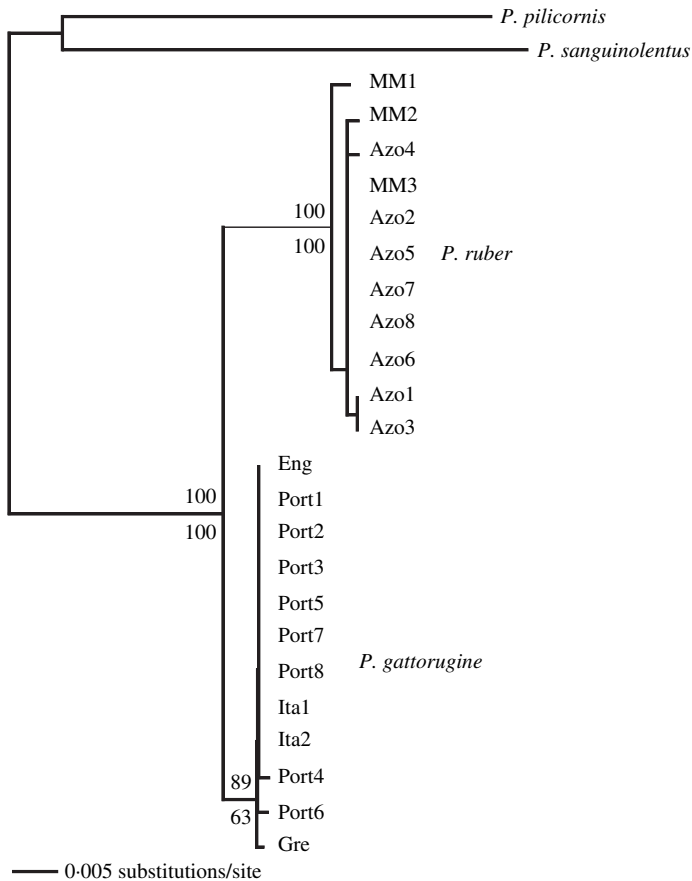 P. pilicornis
P. sanguinolentus
MM1
MM2
Azo4
MM3
100
Azo2
100
Azo5 P. ruber
Azo7
Azo8
Azo6
Azo1
Azo3
Eng
100
Port1
100
Port2
Port3
Port5
Port7
P. gattorugine
Port8
Ita1
Ita2
89
Port4
63
Port6
Gre
0·005 substitutions/site